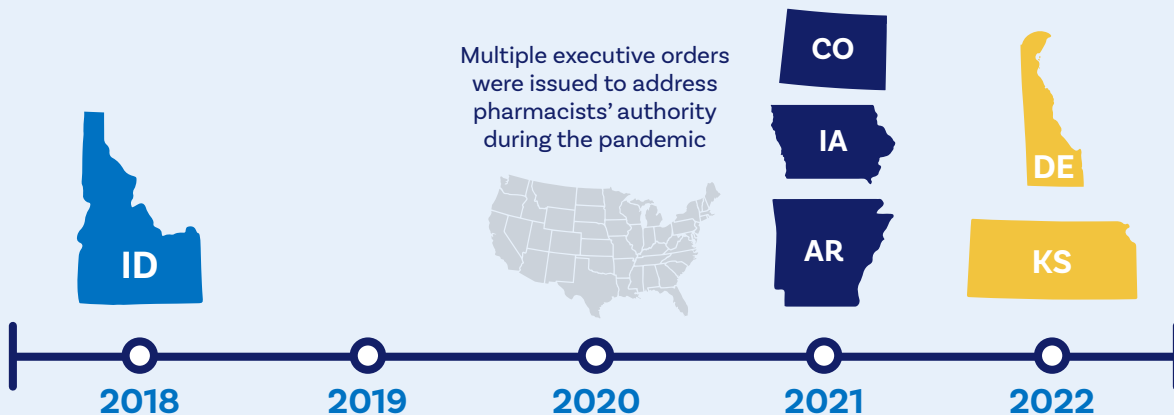 ID
Multiple executive orders
were issued to address
pharmacists’ authority
during the pandemic
CO
IA
AR
DE
KS
2018
2019
2020
2021
2022